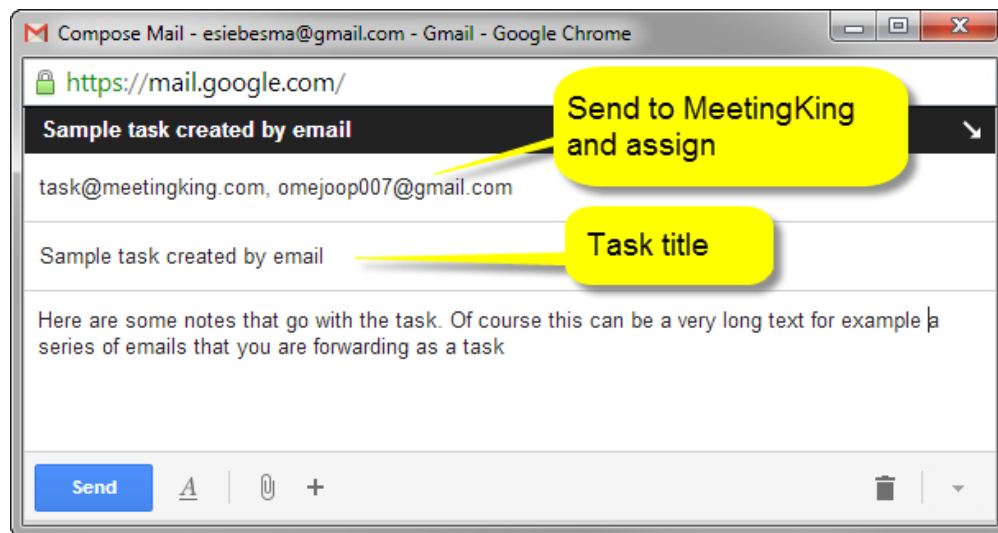 Compose Mail - esiebesma@gmail.com - Gmail - Google Chrome
https://mail.google.com/
Sample task created by email
Send to MeetingKing
and assign
task@meetingking.com, omejoop007@gmail.com
Sample task created by email
Task title
Here are some notes that go with the task. Of course this can be a very long text for example a
series of emails that you are forwarding as a task
Send
A